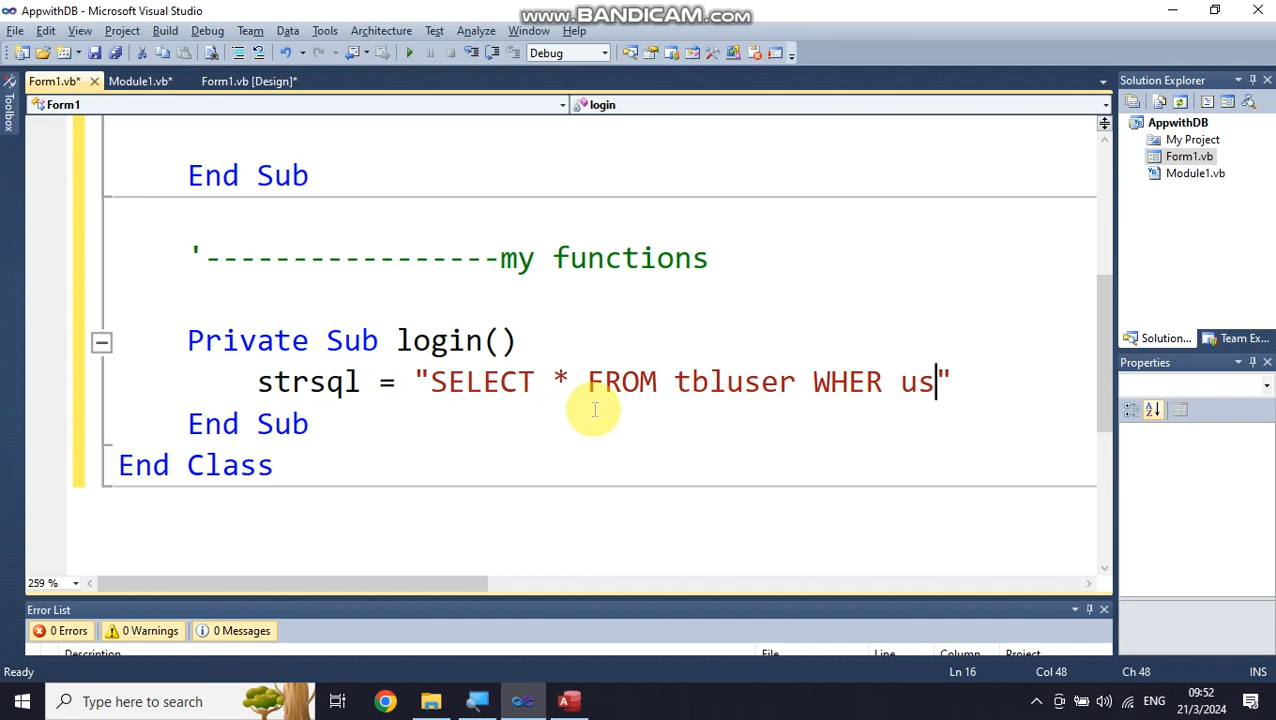 AppwithDB - Microsoft Visual Studio
www.BANDICAM.com
File Edit View Project Build Debug Team Data Tools Architecture Test Analyze Window Help
Debug
Form1.vb* Module1.vb* Form1.vb [Design]*
Form1 login
End Sub
'-----------------my functions
Private Sub login()
strsql = "SELECT * FROM tbluser WHER us"
End Sub
End Class
259 %
Error List
0 Errors 0 Warnings 0 Messages
Description File Line Column Project
Ready Ln 16 Col 48 Ch 48 INS
Toolbox
Solution Explorer
AppwithDB
My Project
Form1.vb
Module1.vb
Solution... Team Ex...
Properties
Type here to search
ENG
09:52
21/3/2024